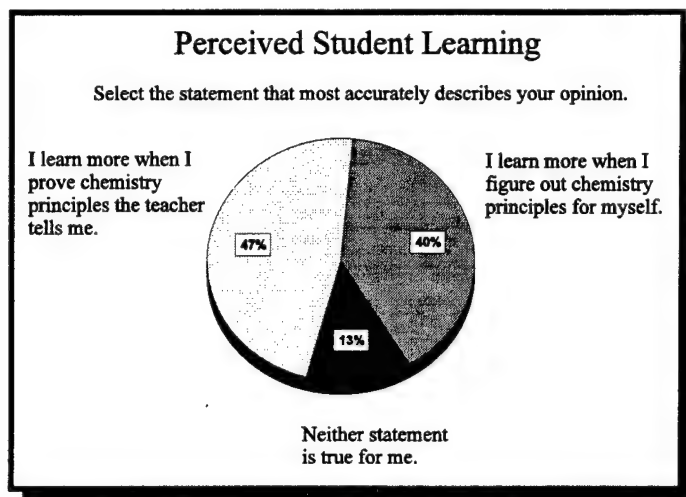 Perceived Student Learning
Select the statement that most accurately describes your opinion.
I learn more when I
prove chemistry
principles the teacher
tells me.
I learn more when I
figure out chemistry
principles for myself.
47%
40%
13%
Neither statement
is true for me.